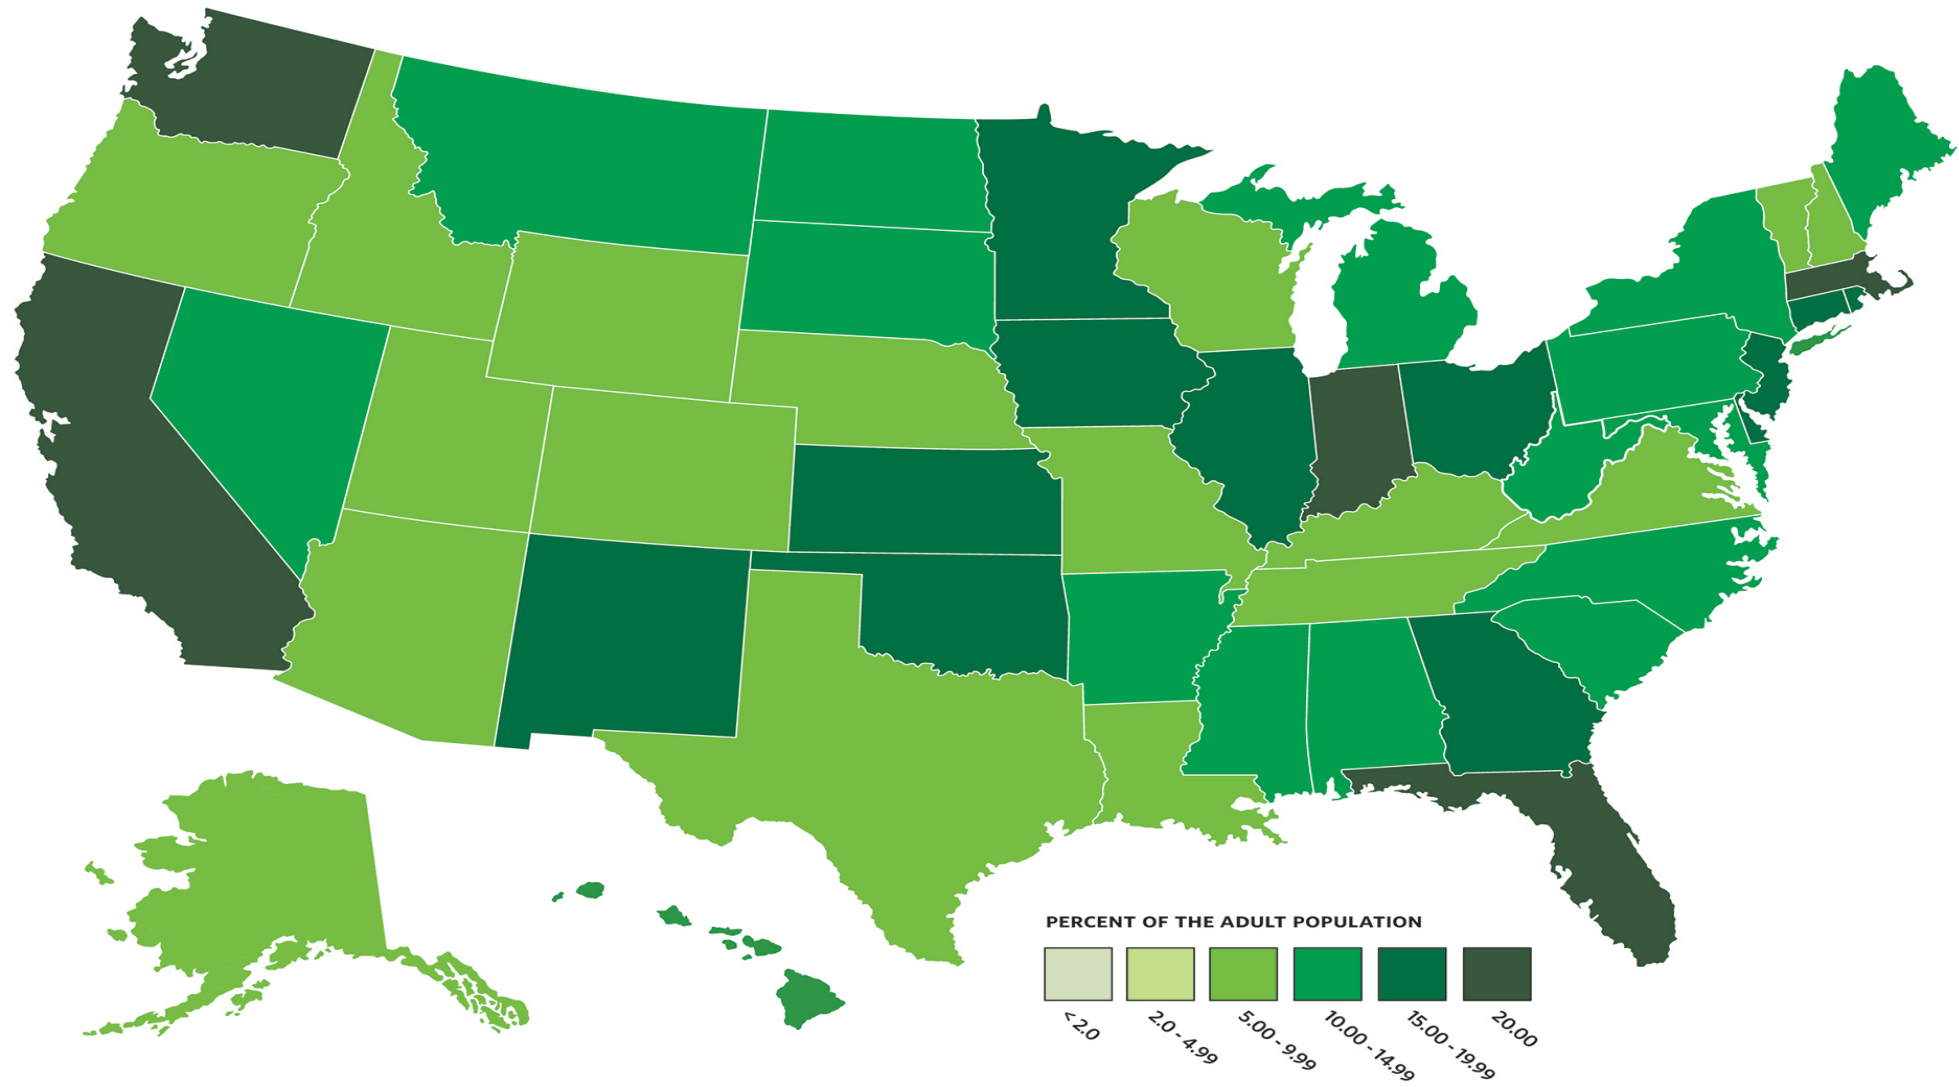 PERCENT OF THE ADULT POPULATION
< 2.0
2.0 - 4.99
5.00 - 9.99
10.00 - 14.99
15.00 - 19.99
20.00